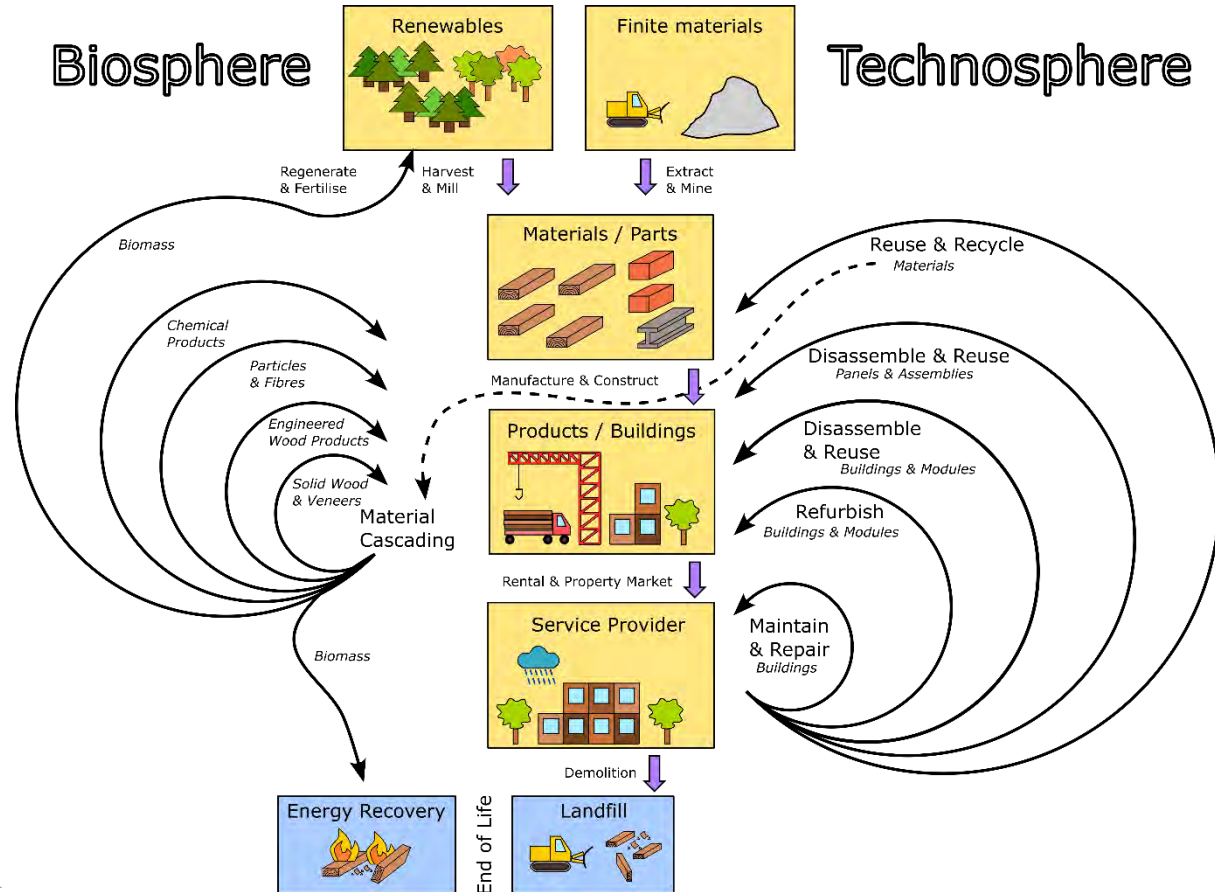 Biosphere
Renewables
Finite materials
Technosphere
Regenerate
& Fertilise
Harvest
& Mill
Extract
& Mine
Biomass
Materials / Parts
Reuse & Recycle
Materials
Chemical
Products
Particles
& Fibres
Manufacture & Construct
Disassemble & Reuse
Panels & Assemblies
Engineered
Wood Products
Products / Buildings
Disassemble
& Reuse
Buildings & Modules
Solid Wood
& Veneers
Material
Cascading
Refurbish
Buildings & Modules
Rental & Property Market
Service Provider
Maintain
& Repair
Buildings
Biomass
Demolition
Energy Recovery
End of Life
Landfill